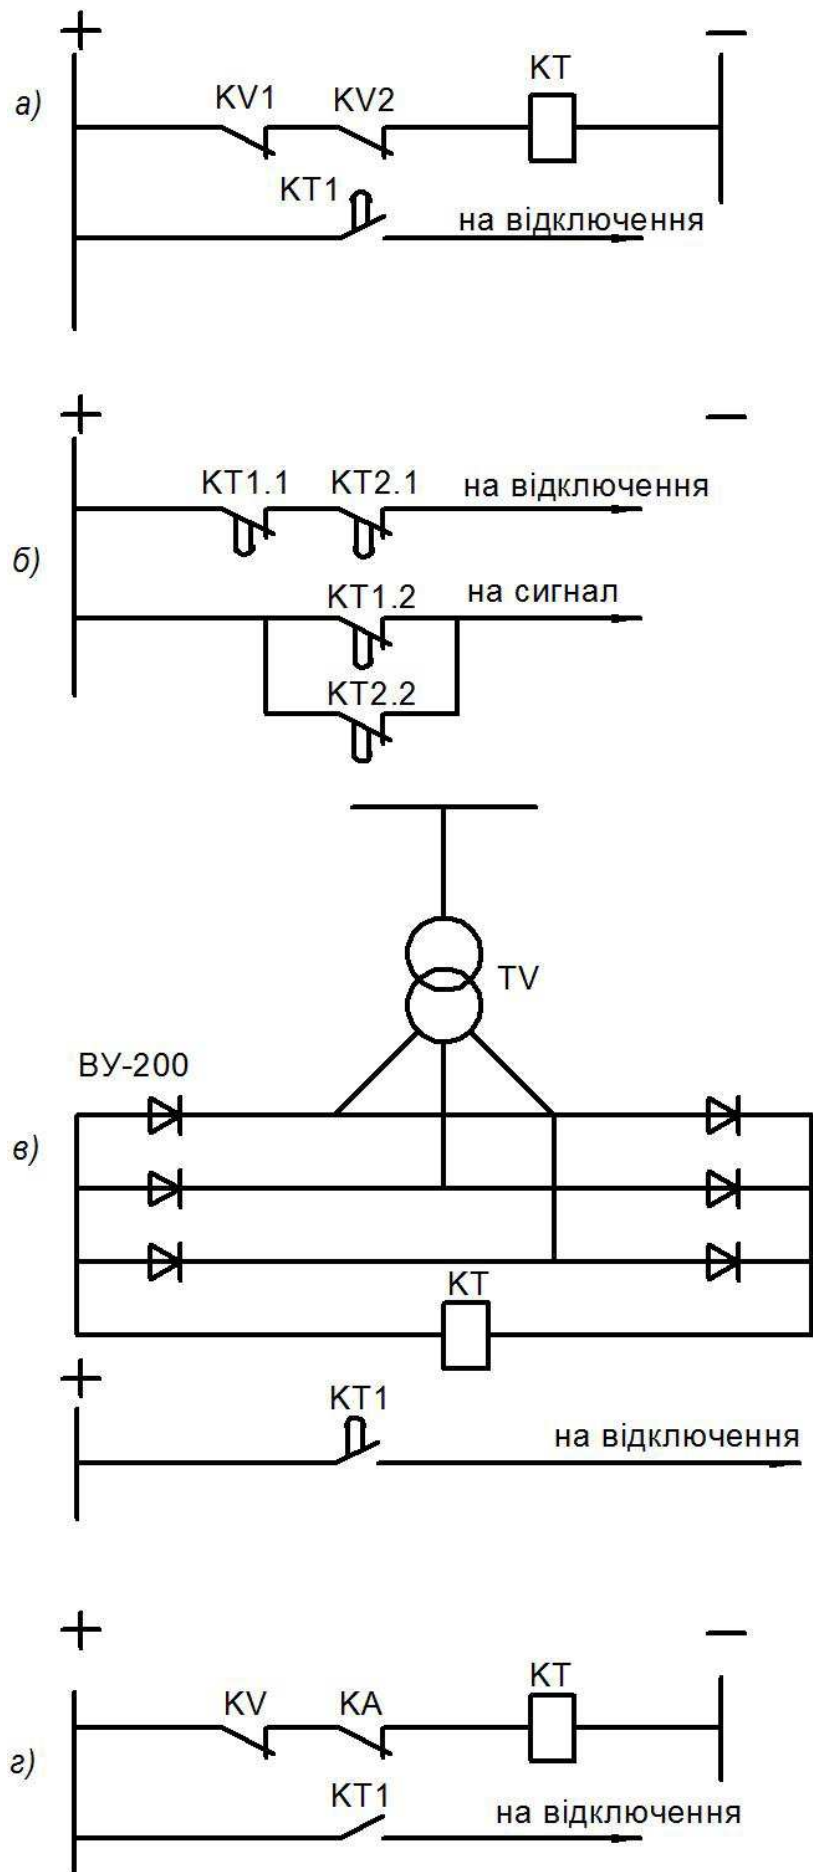 + −
а)
KV1 KV2 KT
KT1
на відключення
+ −
б)
KT1.1 KT2.1 на відключення
KT1.2 на сигнал
KT2.2
TV
ВУ-200
в)
KT
+
KT1
на відключення
+ −
г)
KV KA KT
KT1
на відключення